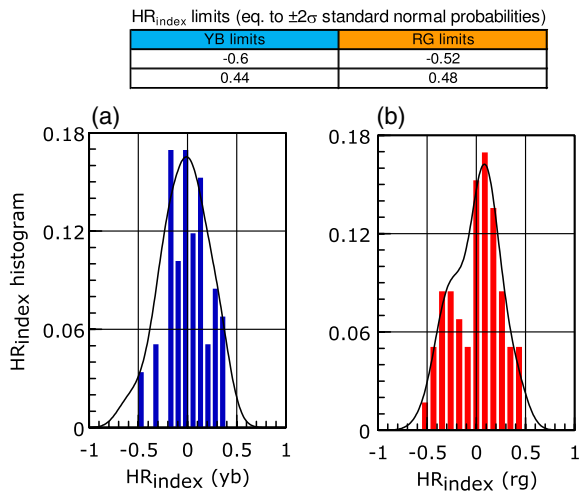 HRindex limits (eq. to ±2σ standard normal probabilities)
YB limits RG limits
-0.6 -0.52
0.44 0.48
(a) (b)
0.18 0.18
0.12 0.12
0.06 0.06
0 0
-1 -0.5 0 0.5 1 -1 -0.5 0 0.5 1
HRindex histogram
HRindex (yb) HRindex (rg)